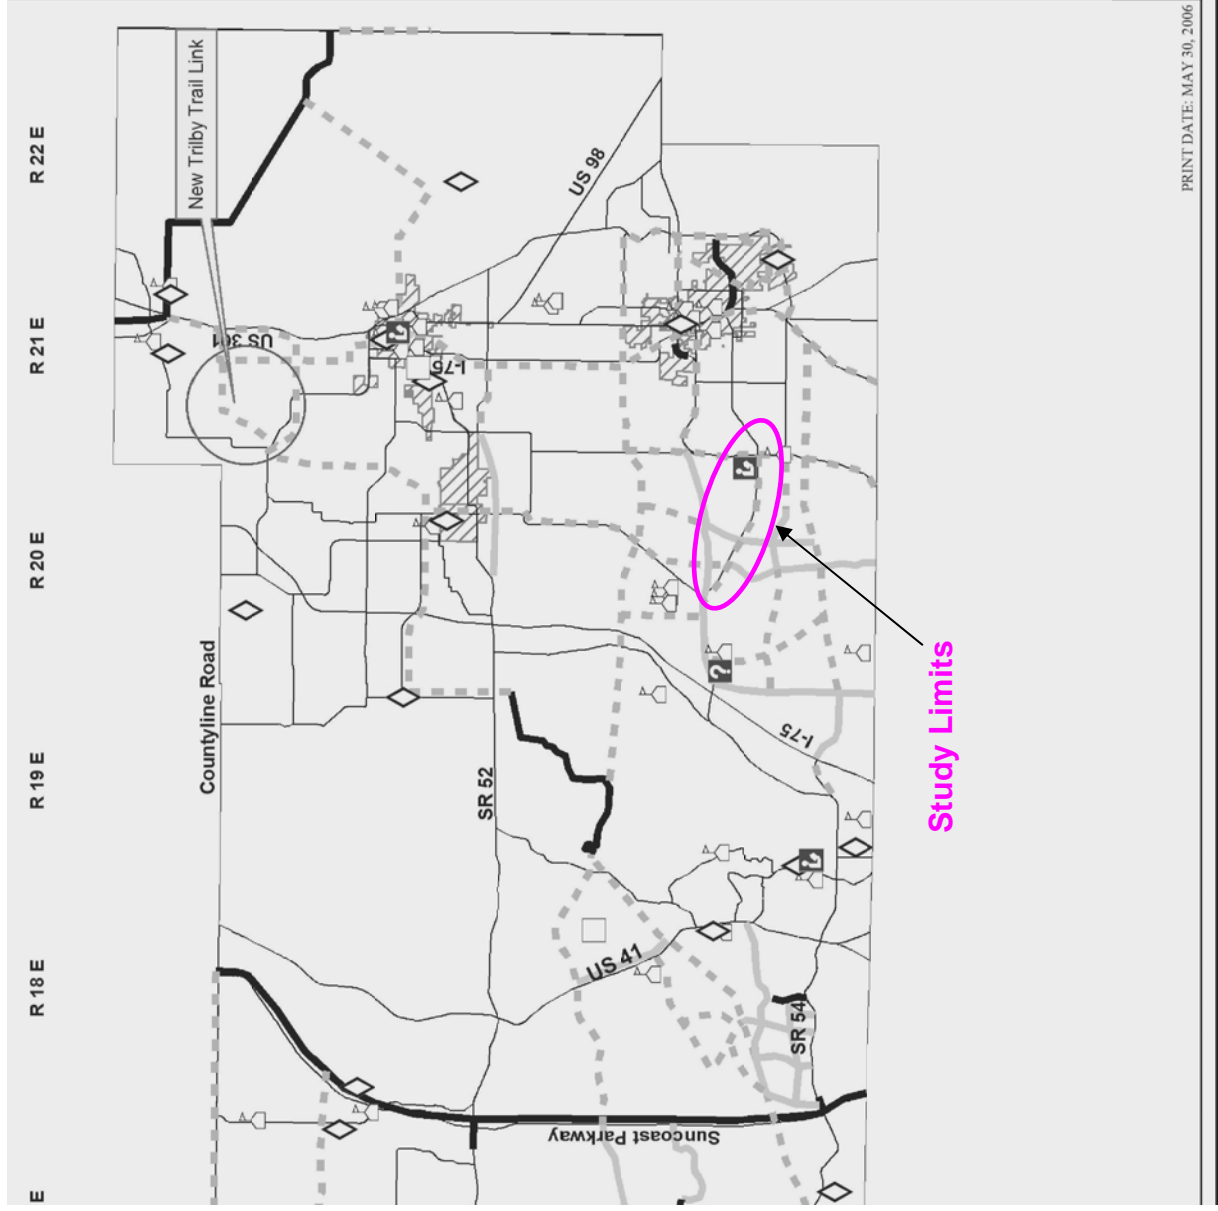 PRINT DATE: MAY 30, 2006
R 22 E
R 21 E
R 20 E
R 19 E
R 18 E
E
New Trilby Trail Link
US 98
US 301
I-75
?
?
?
?
Countyline Road
SR 52
I-75
Study Limits
US 41
SR 54
Suncoast Parkway